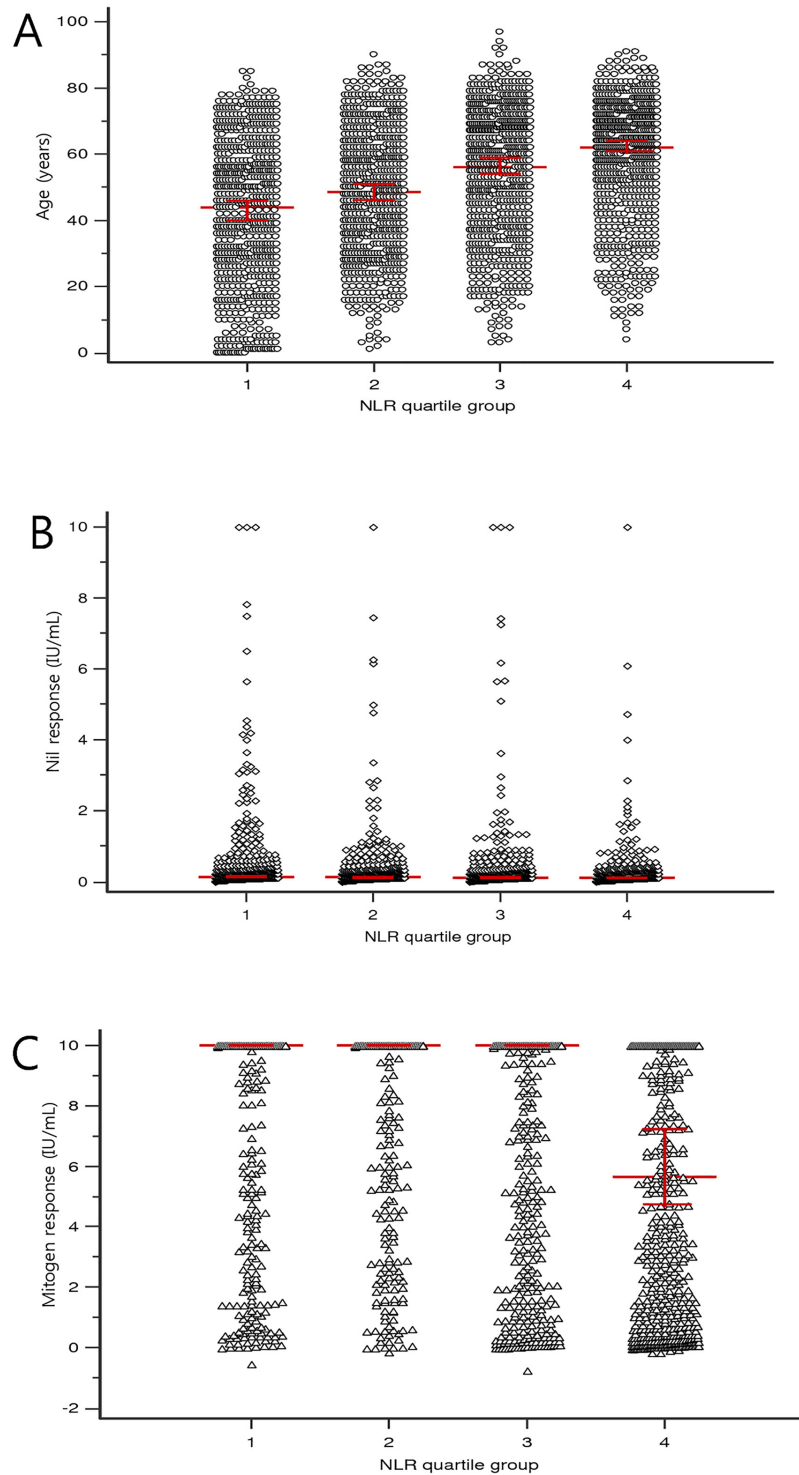 A
100
80
60
40
20
0
Age (years)
1 2 3 4
NLR quartile group
B
10
8
6
4
2
0
Nil response (IU/mL)
1 2 3 4
NLR quartile group
C
10
8
6
4
2
0
-2
Mitogen response (IU/mL)
1 2 3 4
NLR quartile group